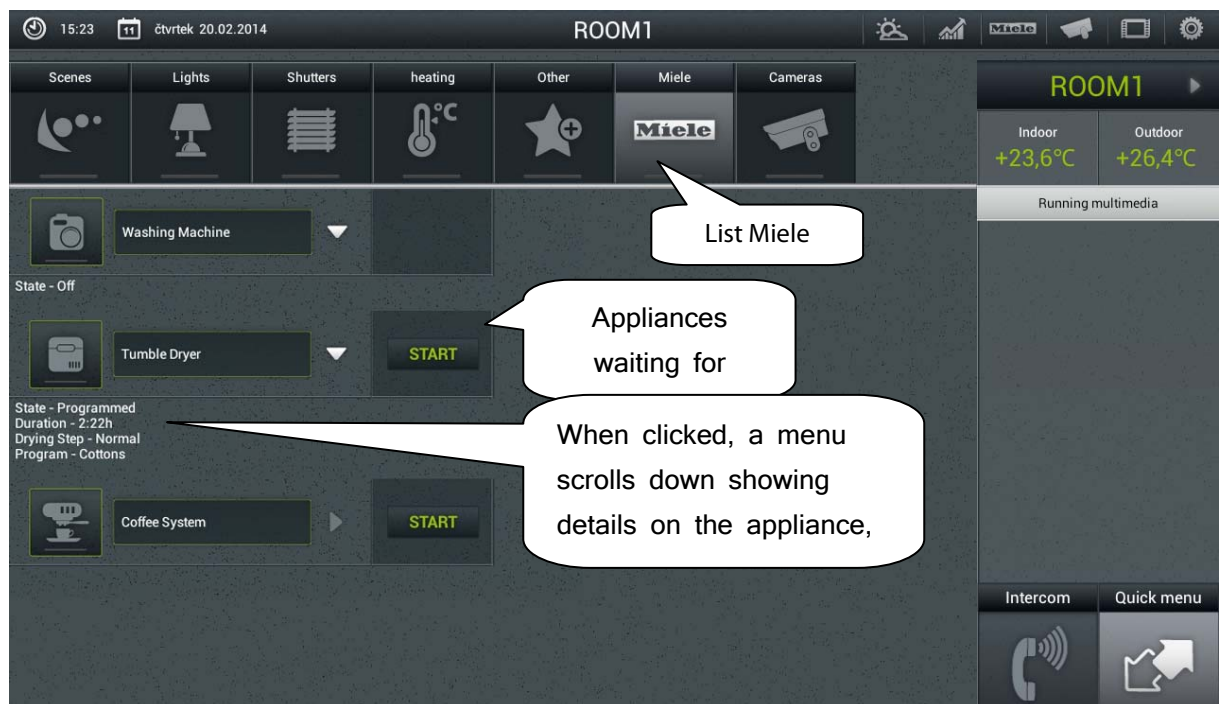 15:23 11 čtvrtek 20.02.2014 ROOM1 Miele
Scenes Lights Shutters heating Other Miele Cameras
°C Miele
ROOM1
Indoor Outdoor
+23,6°C +26,4°C
Running multimedia
List Miele
Washing Machine
State - Off
Appliances
waiting for
Tumble Dryer START
State - Programmed
Duration - 2:22h
Drying Step - Normal
Program - Cottons
When clicked, a menu
scrolls down showing
details on the appliance,
Coffee System START
Intercom Quick menu